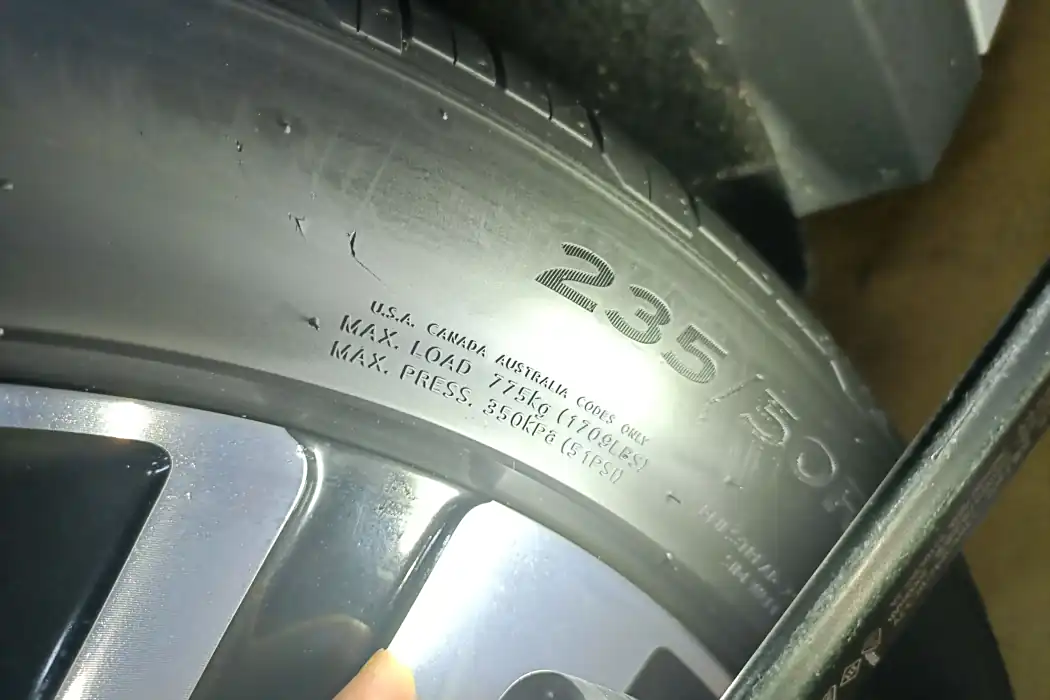 235/50
U.S.A. CANADA AUSTRALIA CODES ONLY
MAX. LOAD 775kg (1709LBS)
MAX. PRESS. 350KPa (51PSI)